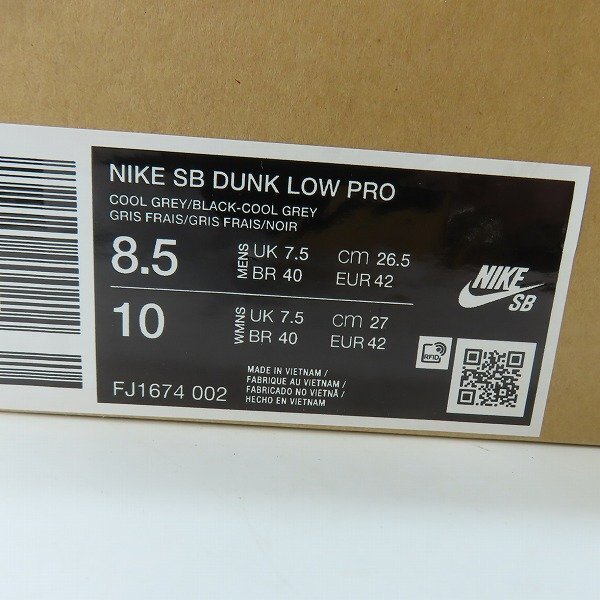 NIKE SB DUNK LOW PRO
COOL GREY/BLACK-COOL GREY
GRIS FRAIS/GRIS FRAIS/NOIR
8.5 MENS UK 7.5 cm 26.5
BR 40 EUR 42
10 WMNS UK 7.5 cm 27
BR 40 EUR 42
NIKE
SB
RFID
FJ1674 002
MADE IN VIETNAM /
FABRIQUE AU VIETNAM /
FABRICADO NO VIETNÃ /
HECHO EN VIETNAM